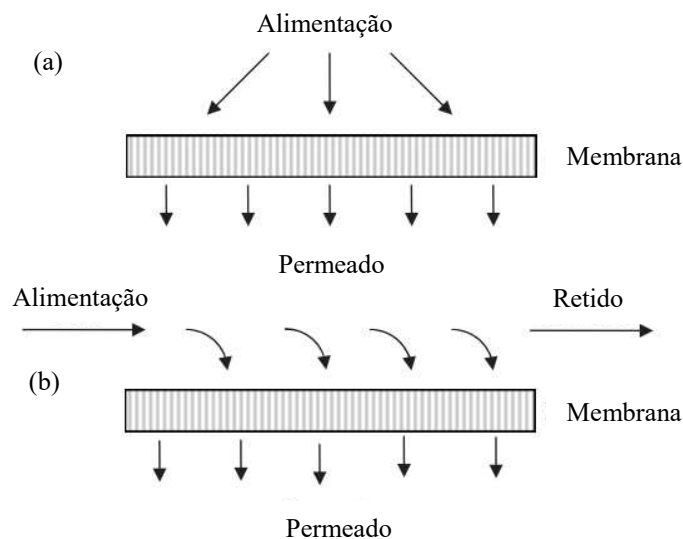 Alimentação
(a)
Membrana
Permeado
Alimentação
Retido
(b)
Membrana
Permeado